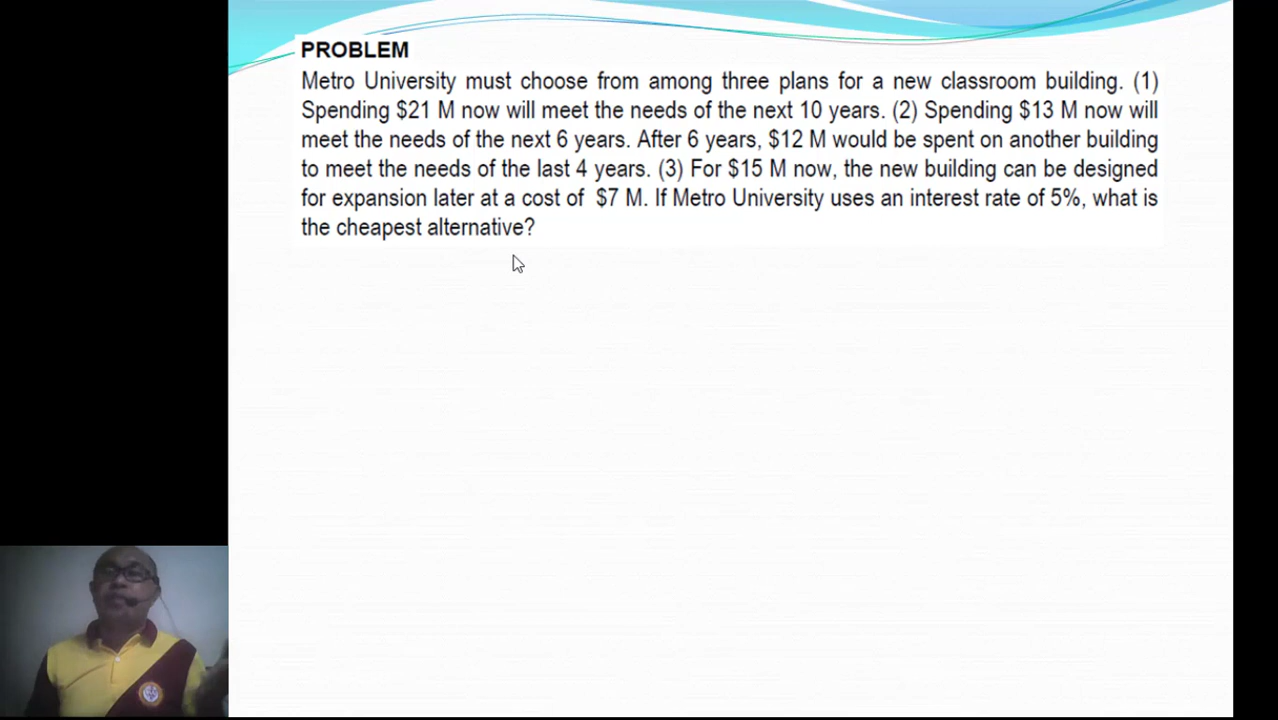 PROBLEM
Metro University must choose from among three plans for a new classroom building. (1)
Spending $21 M now will meet the needs of the next 10 years. (2) Spending $13 M now will
meet the needs of the next 6 years. After 6 years, $12 M would be spent on another building
to meet the needs of the last 4 years. (3) For $15 M now, the new building can be designed
for expansion later at a cost of $7 M. If Metro University uses an interest rate of 5%, what is
the cheapest alternative?